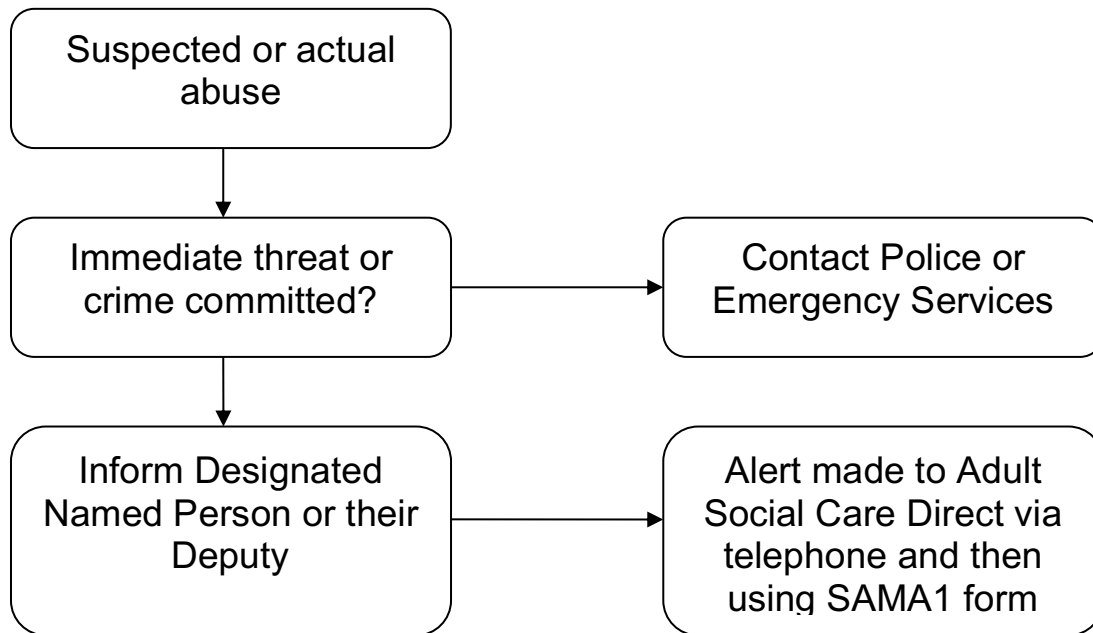 Suspected or actual
abuse
Immediate threat or
crime committed?
Contact Police or
Emergency Services
Inform Designated
Named Person or their
Deputy
Alert made to Adult
Social Care Direct via
telephone and then
using SAMA1 form